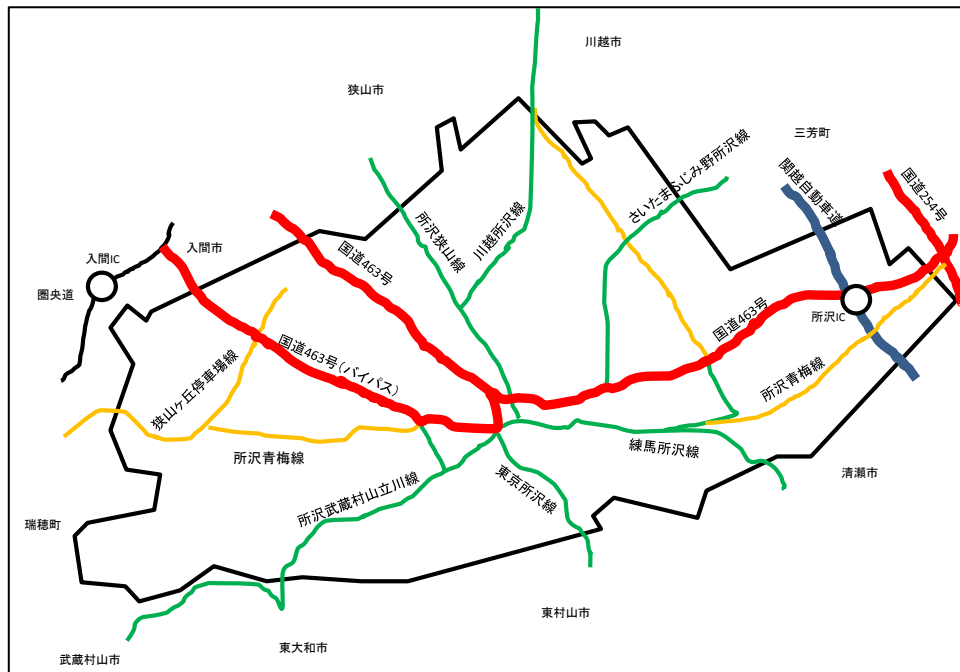 川越市
狭山市
三芳町
さいたまふじみ野所沢線
関越自動車道
国道254号
所沢狭山線
川越所沢線
入間市
入間IC
国道463号
圏央道
国道463号
所沢IC
国道463号(バイパス)
狭山ヶ丘停車場線
所沢青梅線
練馬所沢線
所沢青梅線
清瀬市
東京所沢線
所沢武蔵村山立川線
瑞穂町
東村山市
東大和市
武蔵村山市